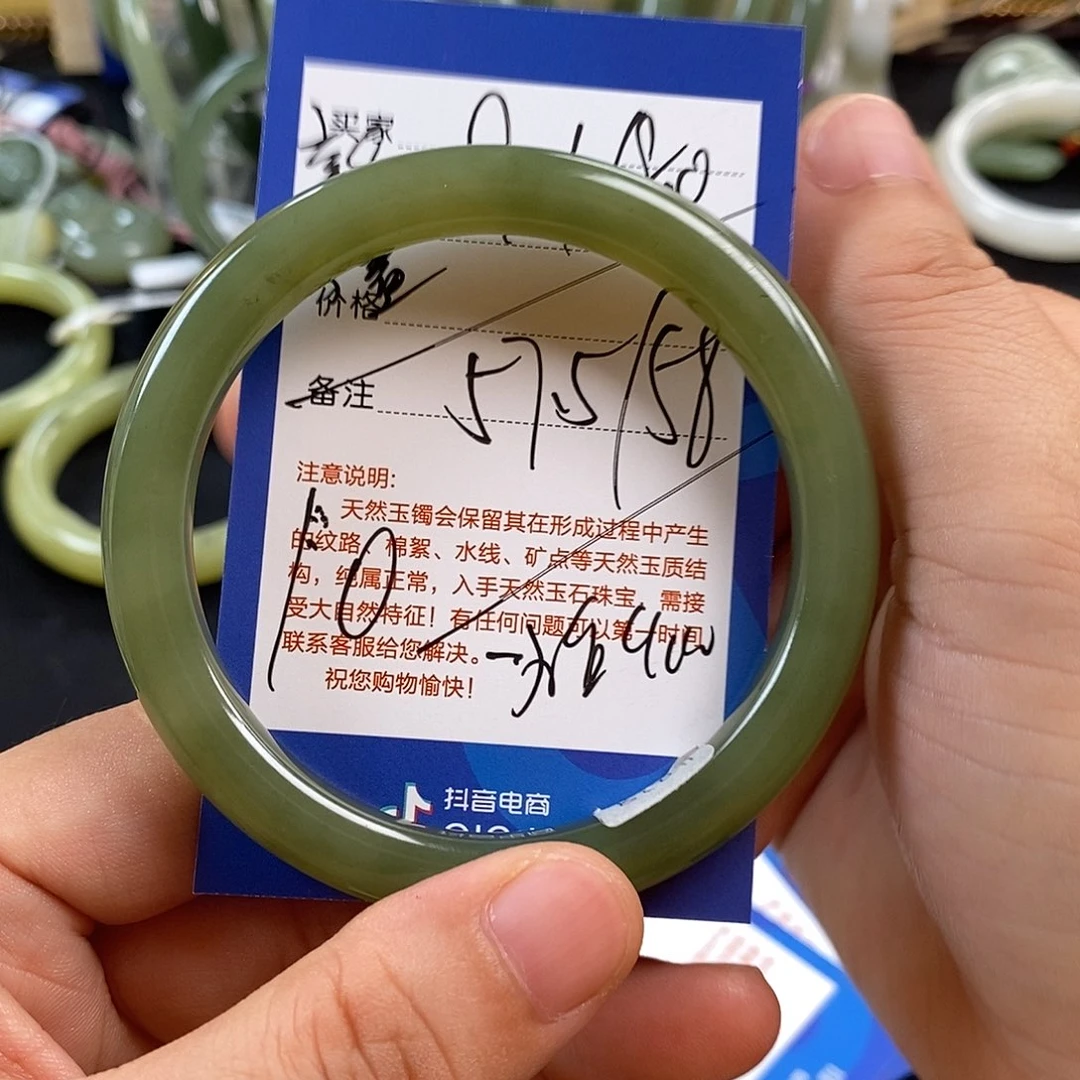 买家
价格
备注 575/58
注意说明:
天然玉镯会保留其在形成过程中产生
的纹路、棉絮、水线、矿点等天然玉质结
构，纯属正常，入手天然玉石珠宝，需接
受大自然特征！有任何问题可以第一时间
联系客服给您解决。
祝您购物愉快！
抖音电商